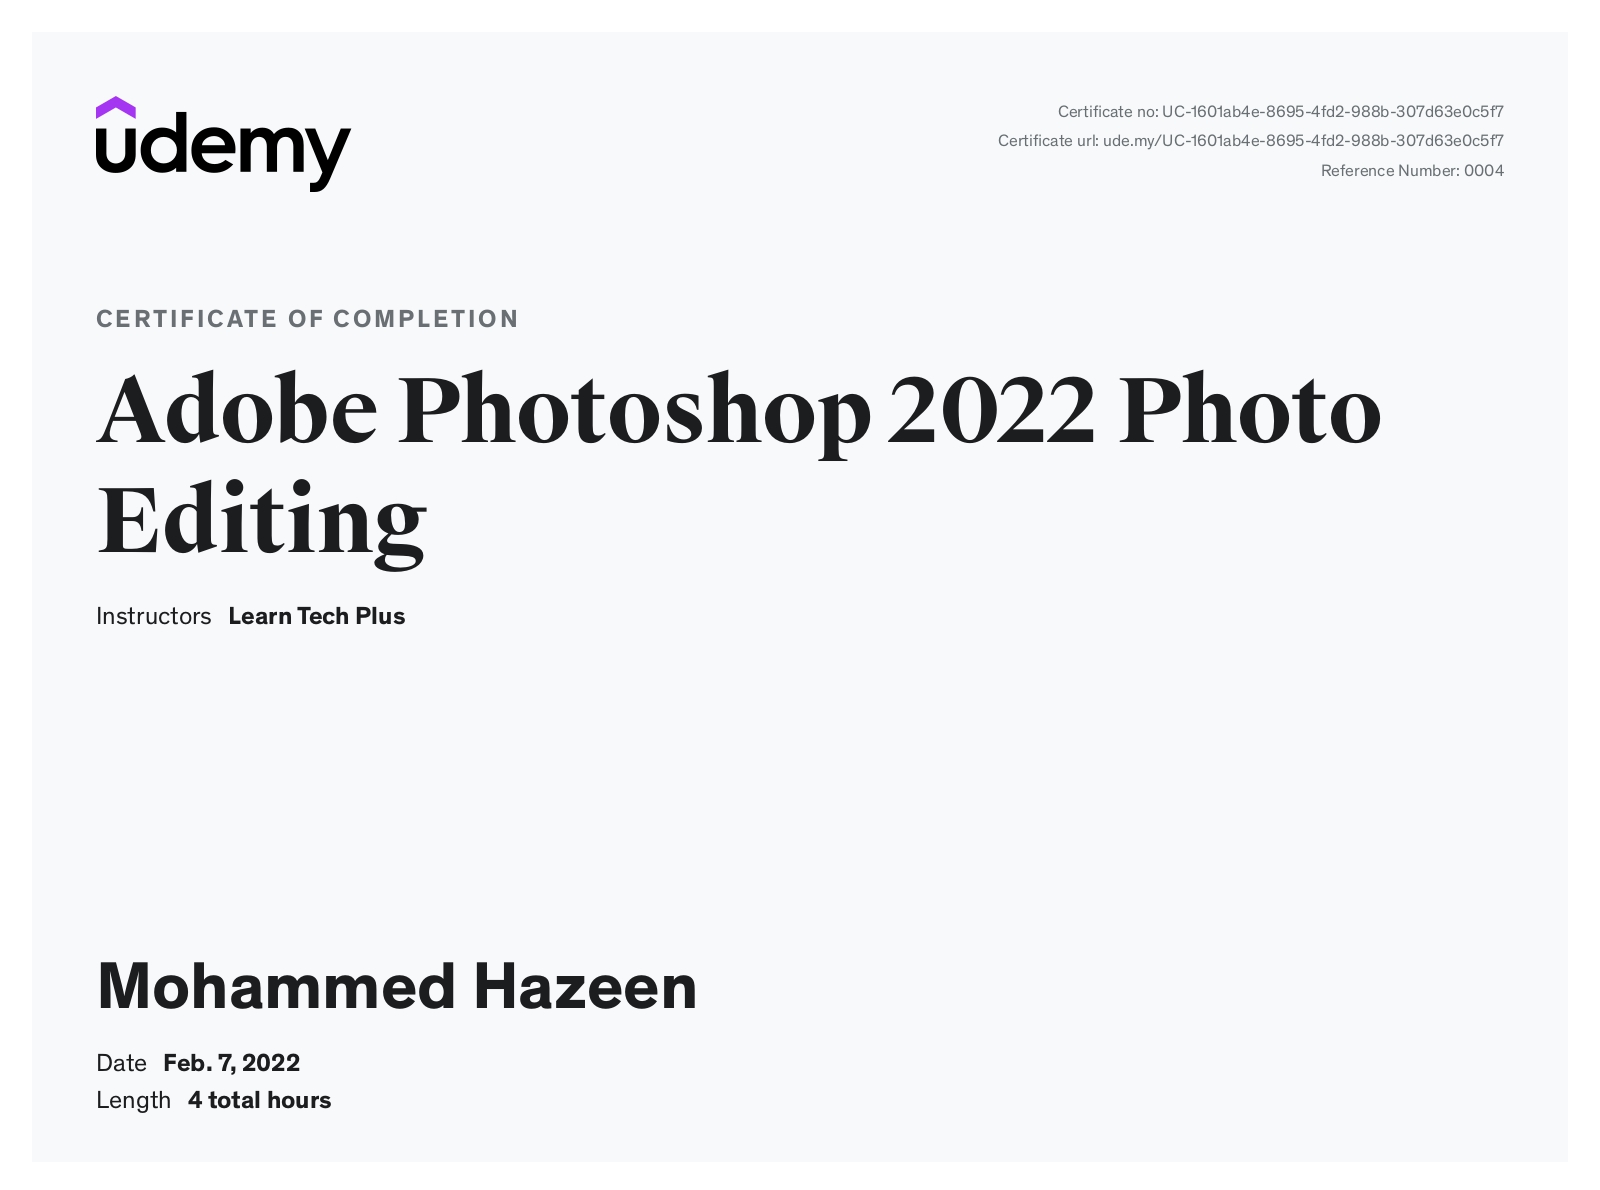 udemy
Certificate no: UC-1601ab4e-8695-4fd2-988b-307d63e0c5f7
Certificate url: ude.my/UC-1601ab4e-8695-4fd2-988b-307d63e0c5f7
Reference Number: 0004
CERTIFICATE OF COMPLETION
Adobe Photoshop 2022 Photo
Editing
Instructors Learn Tech Plus
Mohammed Hazeen
Date Feb. 7, 2022
Length 4 total hours